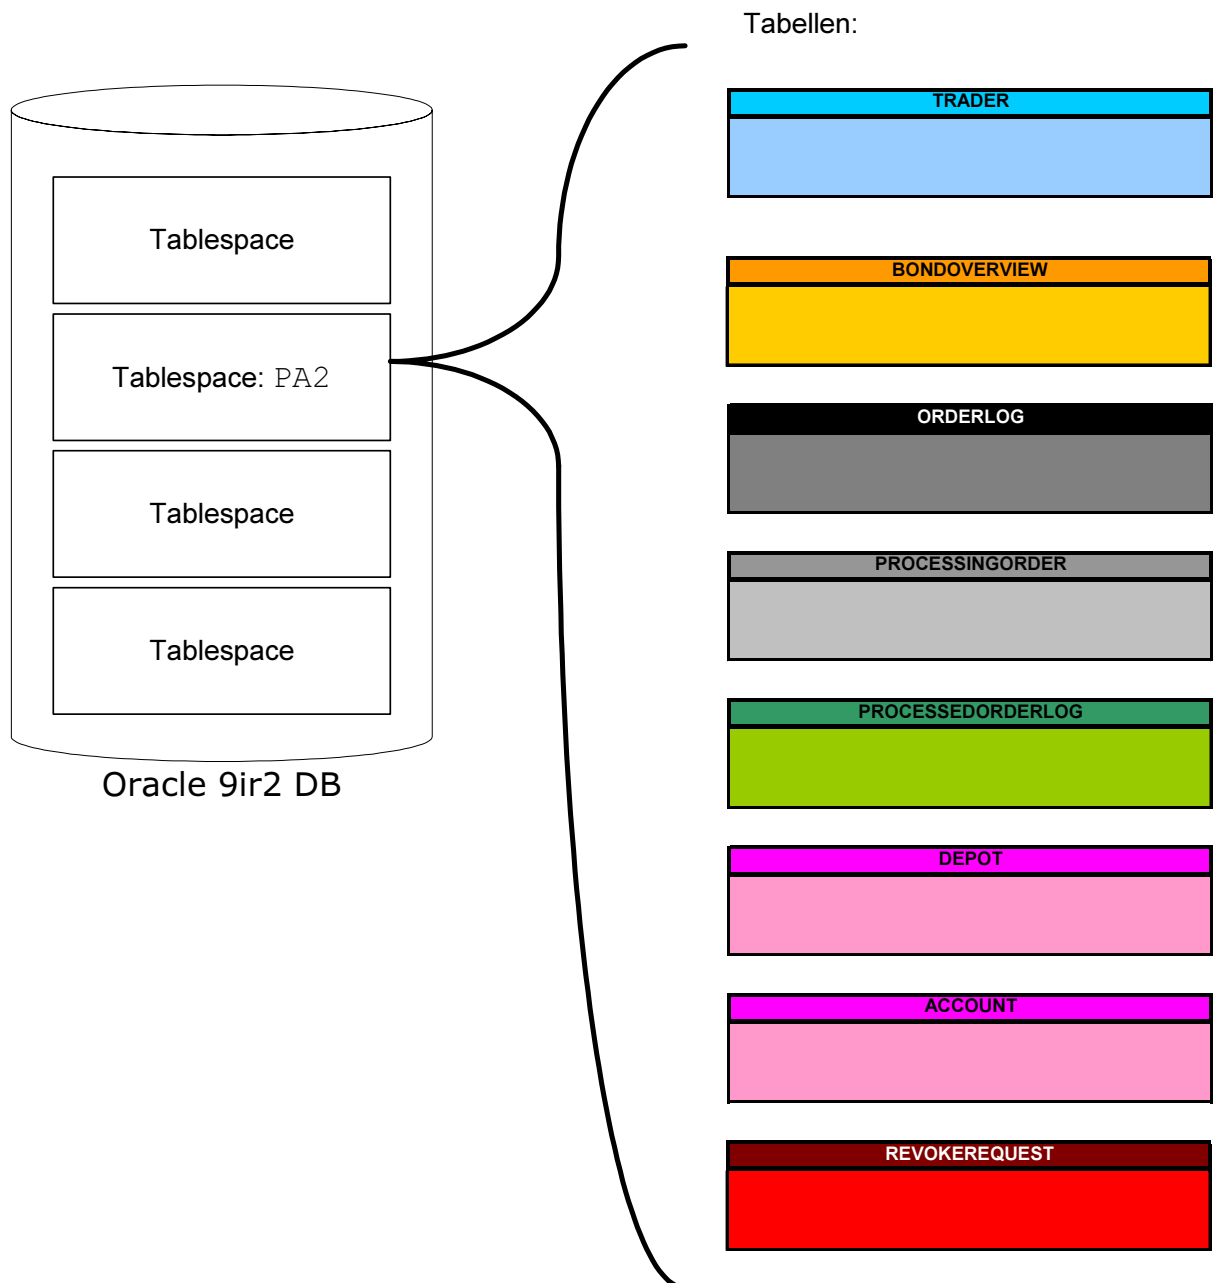 Tabellen:
TRADER
BONDOVERVIEW
ORDERLOG
PROCESSINGORDER
PROCESSEDORDERLOG
DEPOT
ACCOUNT
REVOKEREQUEST
Tablespace
Tablespace: PA2
Tablespace
Tablespace
Oracle 9ir2 DB